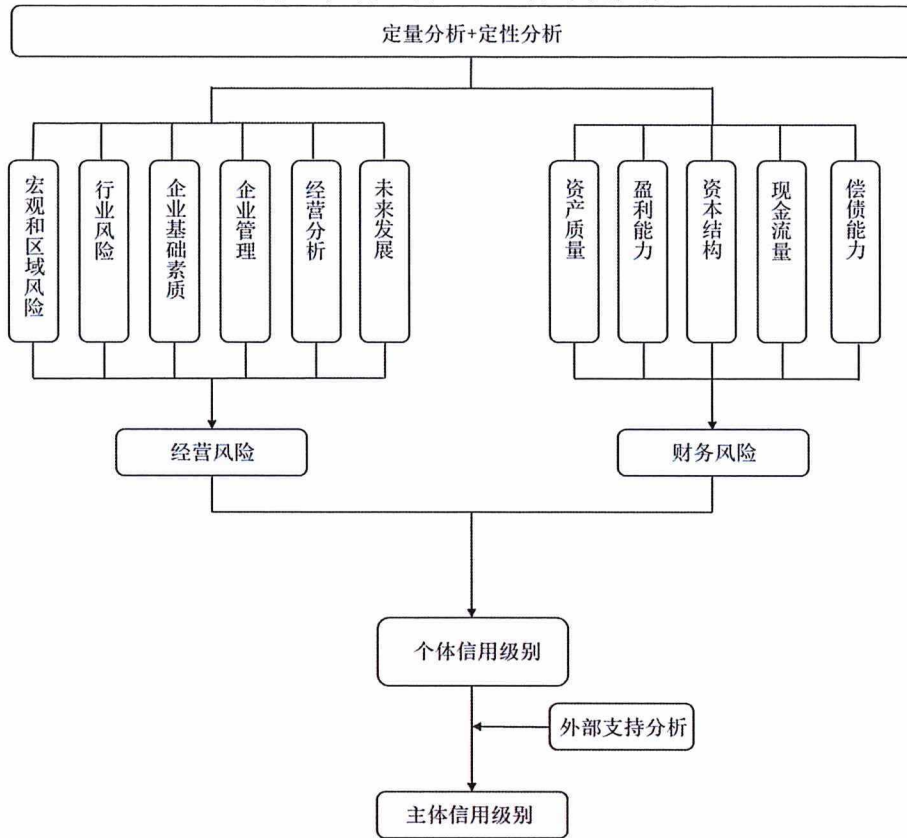 定量分析+定性分析
宏观和区域风险
行业风险
企业基础素质
企业管理
经营分析
未来发展
资产质量
盈利能力
资本结构
现金流量
偿债能力
经营风险
财务风险
个体信用级别
外部支持分析
主体信用级别